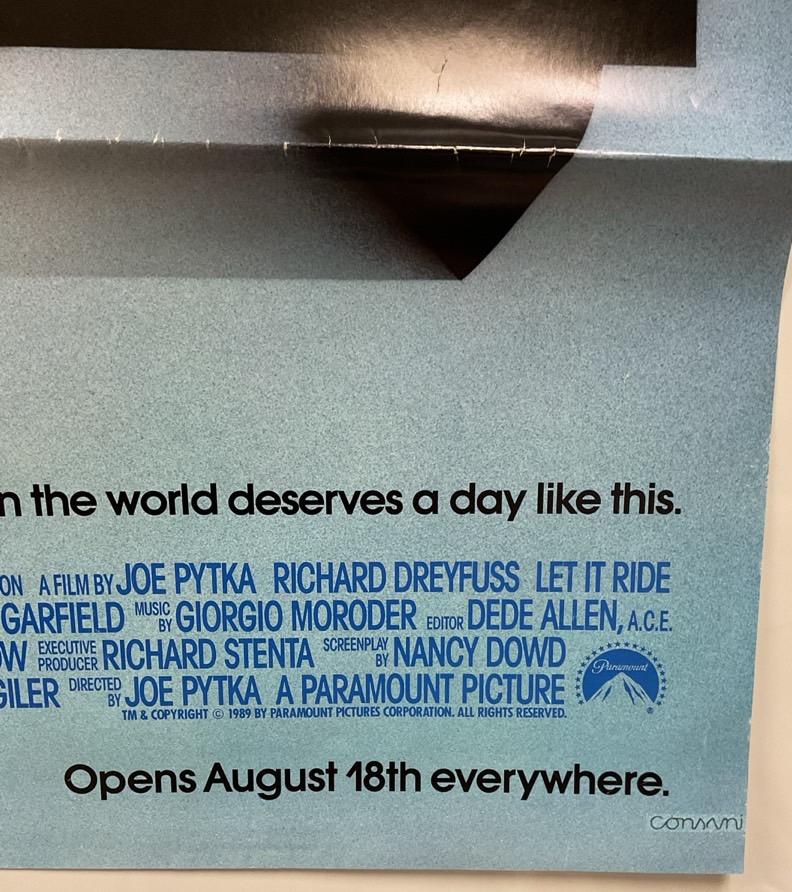 n the world deserves a day like this.
ON A FILM BY JOE PYTKA RICHARD DREYFUSS LET IT RIDE
GARFIELD MUSIC BY GIORGIO MORODER EDITOR DEDE ALLEN, A.C.E.
OW EXECUTIVE PRODUCER RICHARD STENTA SCREENPLAY BY NANCY DOWD
GILER DIRECTED BY JOE PYTKA A PARAMOUNT PICTURE
Paramount ®
TM & COPYRIGHT © 1989 BY PARAMOUNT PICTURES CORPORATION. ALL RIGHTS RESERVED.
Opens August 18th everywhere.